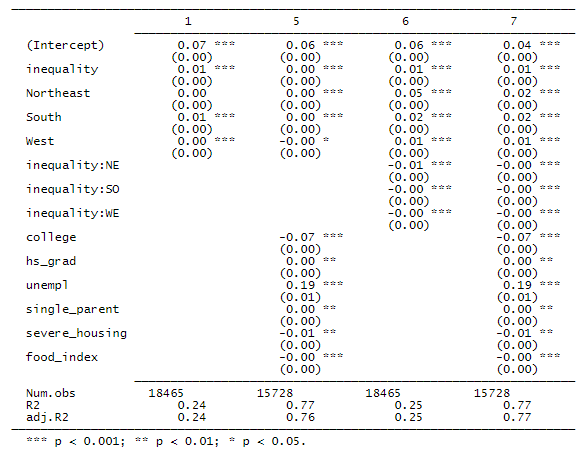 1 5 6 7
(Intercept) 0.07 *** 0.06 *** 0.06 *** 0.04 ***
(0.00) (0.00) (0.00) (0.00)
inequality 0.01 *** 0.00 *** 0.01 *** 0.01 ***
(0.00) (0.00) (0.00) (0.00)
Northeast 0.00 0.00 *** 0.05 *** 0.02 ***
(0.00) (0.00) (0.00) (0.00)
South 0.01 *** 0.00 *** 0.02 *** 0.02 ***
(0.00) (0.00) (0.00) (0.00)
West 0.00 *** -0.00 * 0.01 *** 0.01 ***
(0.00) (0.00) (0.00) (0.00)
inequality:NE -0.01 *** -0.00 ***
(0.00) (0.00)
inequality:SO -0.00 *** -0.00 ***
(0.00) (0.00)
inequality:WE -0.00 *** -0.00 ***
(0.00) (0.00)
college -0.07 *** -0.07 ***
(0.00) (0.00)
hs_grad 0.00 ** 0.00 **
(0.00) (0.00)
unempl 0.19 *** 0.19 ***
(0.01) (0.01)
single_parent 0.00 ** 0.00 **
(0.00) (0.00)
severe_housing -0.01 ** -0.01 **
(0.00) (0.00)
food_index -0.00 *** -0.00 ***
(0.00) (0.00)
Num.obs 18465 15728 18465 15728
R2 0.24 0.77 0.25 0.77
adj.R2 0.24 0.76 0.25 0.77
*** p < 0.001; ** p < 0.01; * p < 0.05.